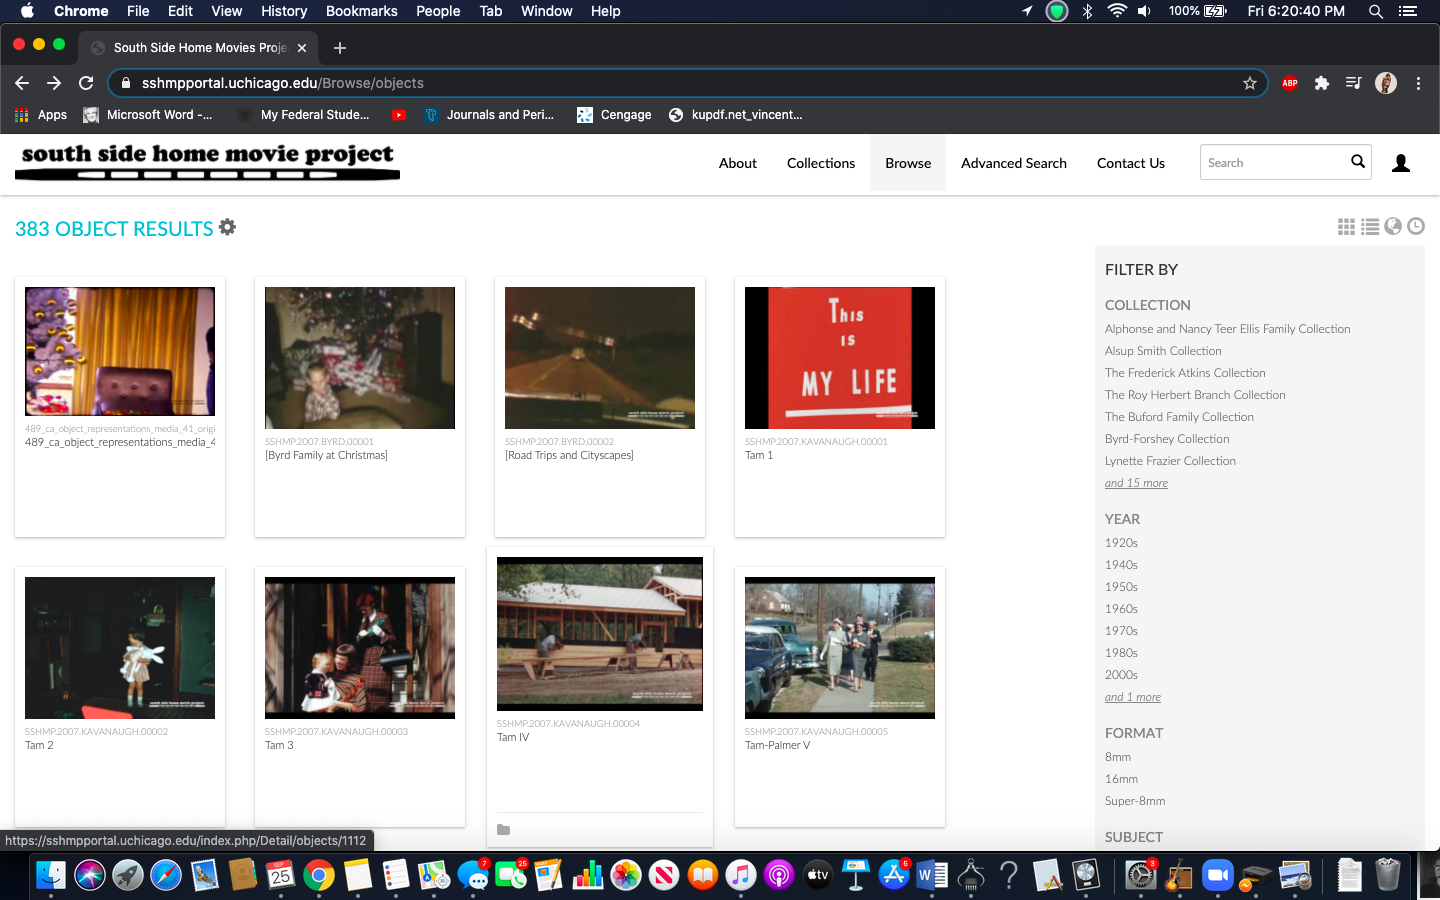 Chrome File Edit View History Bookmarks People Tab Window Help 100% Fri 6:20:40 PM
South Side Home Movies Proje
sshmpportal.uchicago.edu/Browse/objects
ABP
Apps Microsoft Word -... My Federal Stude... Journals and Peri... Cengage kupdf.net_vincent...
south side home movie project
About Collections Browse Advanced Search Contact Us Search
383 OBJECT RESULTS
This
IS
MY LIFE
489_ca_object_representations_media_41_origi
489_ca_object_representations_media_4
SSHMP.2007.BYRD.00001
[Byrd Family at Christmas]
SSHMP.2007.BYRD.00002
[Road Trips and Cityscapes]
SSHMP.2007.KAVANAUGH.00001
Tam 1
SSHMP.2007.KAVANAUGH.00002
Tam 2
SSHMP.2007.KAVANAUGH.00003
Tam 3
SSHMP.2007.KAVANAUGH.00004
Tam IV
SSHMP.2007.KAVANAUGH.00005
Tam-Palmer V
FILTER BY
COLLECTION
Alphonse and Nancy Teer Ellis Family Collection
Alsup Smith Collection
The Frederick Atkins Collection
The Roy Herbert Branch Collection
The Buford Family Collection
Byrd-Forshey Collection
Lynette Frazier Collection
and 15 more
YEAR
1920s
1940s
1950s
1960s
1970s
1980s
2000s
and 1 more
FORMAT
8mm
16mm
Super-8mm
SUBJECT
https://sshmpportal.uchicago.edu/index.php/Detail/objects/1112
SEP
25
7
25
tv
6
W
3